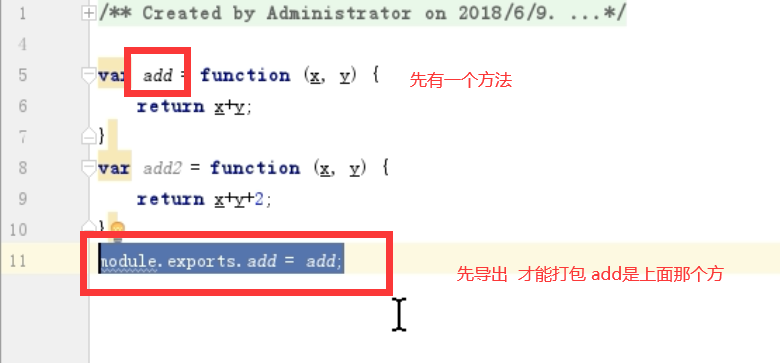 1 /** Created by Administrator on 2018/6/9. ...*/
4
5 var add = function (x, y) { 先有一个方法
6 return x+y;
7 }
8 var add2 = function (x, y) {
9 return x+y+2;
10 }
11 module.exports.add = add; 先导出 才能打包 add是上面那个方